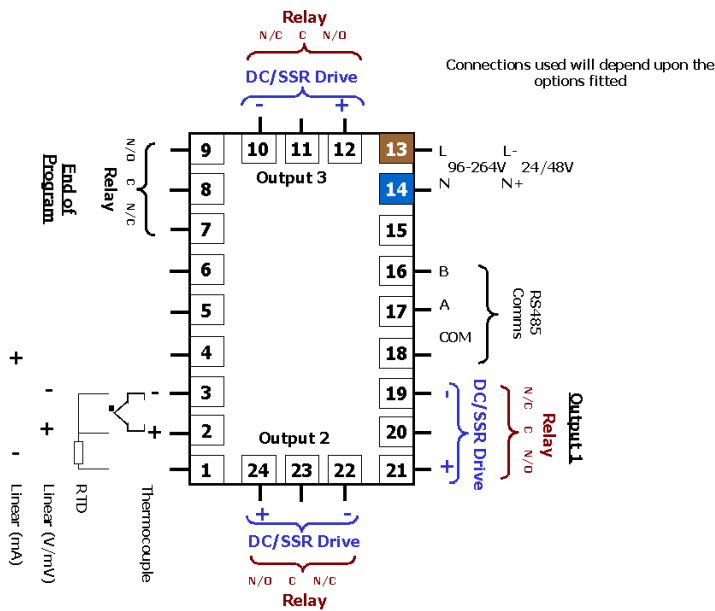 Relay
N/C C N/O
DC/SSR Drive
- +
Connections used will depend upon the
options fitted
9
10
11
12
13
L L-
96-264V 24/48V
N N+
Output 3
N/O C N/C
Relay
End of
Program
8
14
7
15
6
16
B
5
17
A
4
18
COM
RS485
Comms
3
19
2
20
1
21
Output 2
24
23
22
- +
DC/SSR Drive
N/C C N/O
Relay
Output 1
- +
Thermocouple
RTD
- +
Linear (V/mV)
+ -
Linear (mA)
+ -
DC/SSR Drive
N/O C N/C
Relay